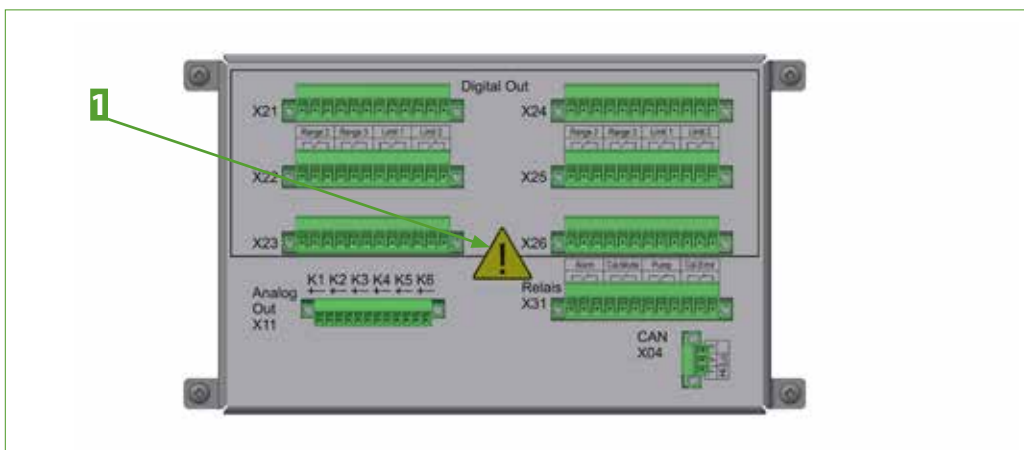 1
Digital Out
X21
X24
Range 2 Range 3 Limit 1 Limit 2
Range 2 Range 3 Limit 1 Limit 2
X22
X25
X23
X26
!
Alarm Cal.Mode Pump Cal.Error
K1 K2 K3 K4 K5 K6
Analog
Out
X11
Relais
X31
CAN
X04